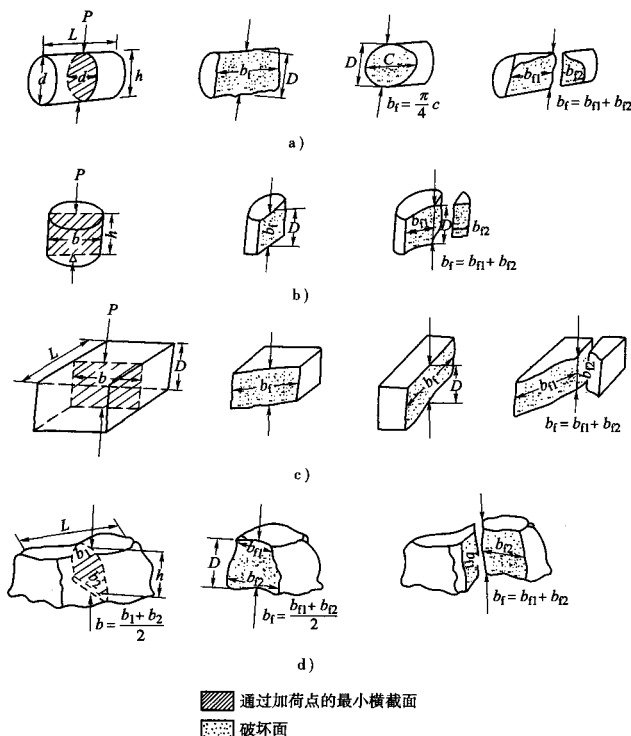 P
L
d
d
h
b_f
D
D
C
b_f = π/4 c
b_f1
b_f2
b_f = b_f1 + b_f2
a）
P
b
h
b_f
D
b_f1
D
b_f2
b_f = b_f1 + b_f2
b）
P
L
b
D
b_f
b_f
D
b_f1
b_f2
b_f = b_f1 + b_f2
c）
L
b_1
b_2
h
b = (b_1 + b_2)/2
D
b_f1
b_f2
b_f = (b_f1 + b_f2)/2
b_f1
b_f2
b_f = b_f1 + b_f2
d）
通过加荷点的最小横截面
破坏面